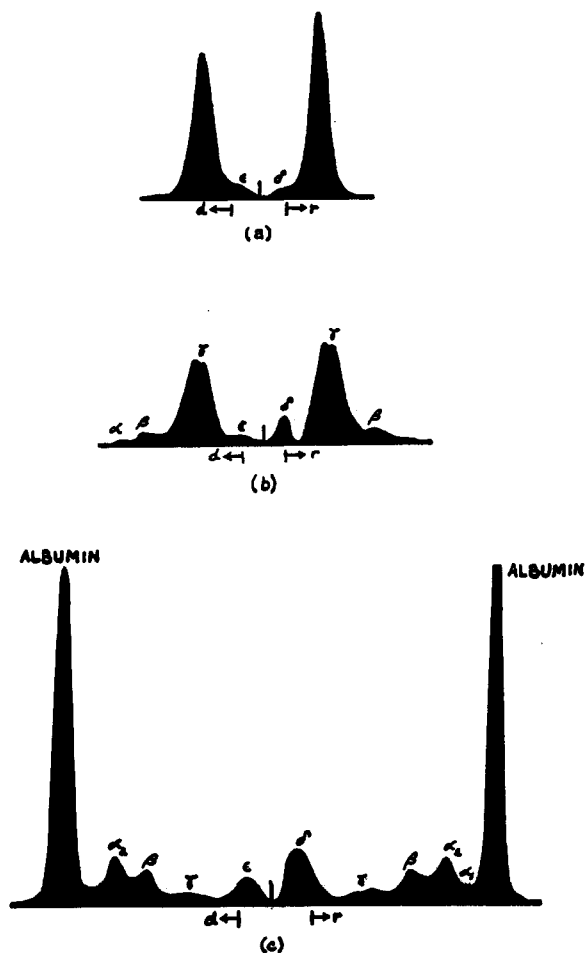 ϵ δ
d r
(a)
γ γ
α β ϵ δ β
d r
(b)
ALBUMIN ALBUMIN
α₂ β γ ϵ δ γ β α₂ α₁
d r
(c)